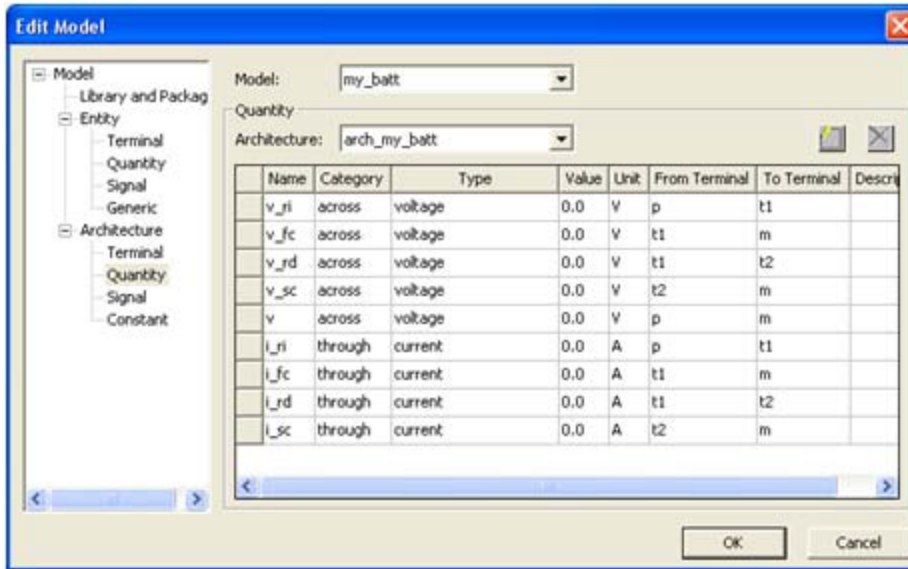 Edit Model
Model
Library and Packag
Entity
Terminal
Quantity
Signal
Generic
Architecture
Terminal
Quantity
Signal
Constant
Model: my_batt
Quantity
Architecture: arch_my_batt
Name Category Type Value Unit From Terminal To Terminal Descri
v_ri across voltage 0.0 V p t1
v_fc across voltage 0.0 V t1 m
v_rd across voltage 0.0 V t1 t2
v_sc across voltage 0.0 V t2 m
v across voltage 0.0 V p m
i_ri through current 0.0 A p t1
i_fc through current 0.0 A t1 m
i_rd through current 0.0 A t1 t2
i_sc through current 0.0 A t2 m
OK Cancel